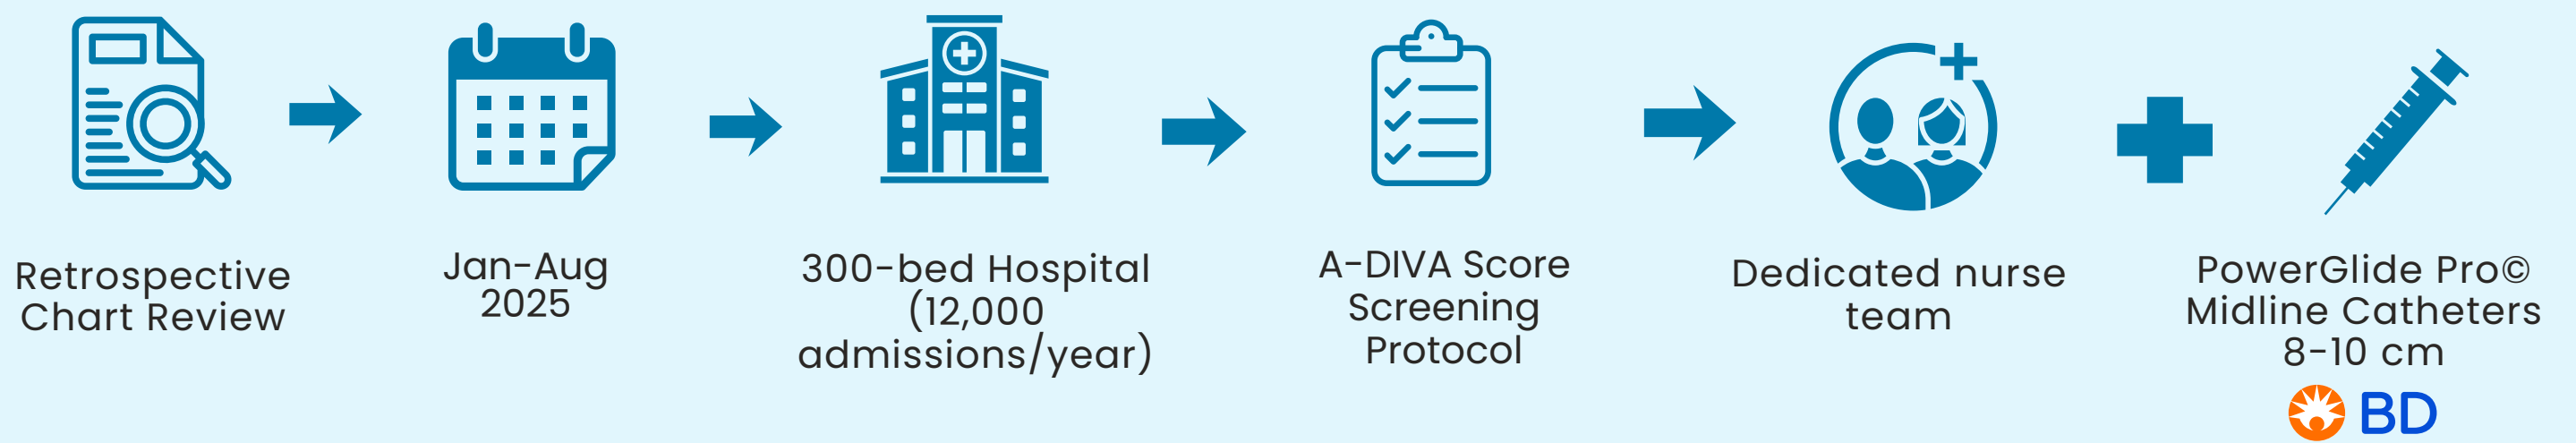 Retrospective
Chart Review
Jan-Aug
2025
300-bed Hospital
(12,000
admissions/year)
A-DIVA Score
Screening
Protocol
Dedicated nurse
team
PowerGlide Pro©
Midline Catheters
8-10 cm
BD